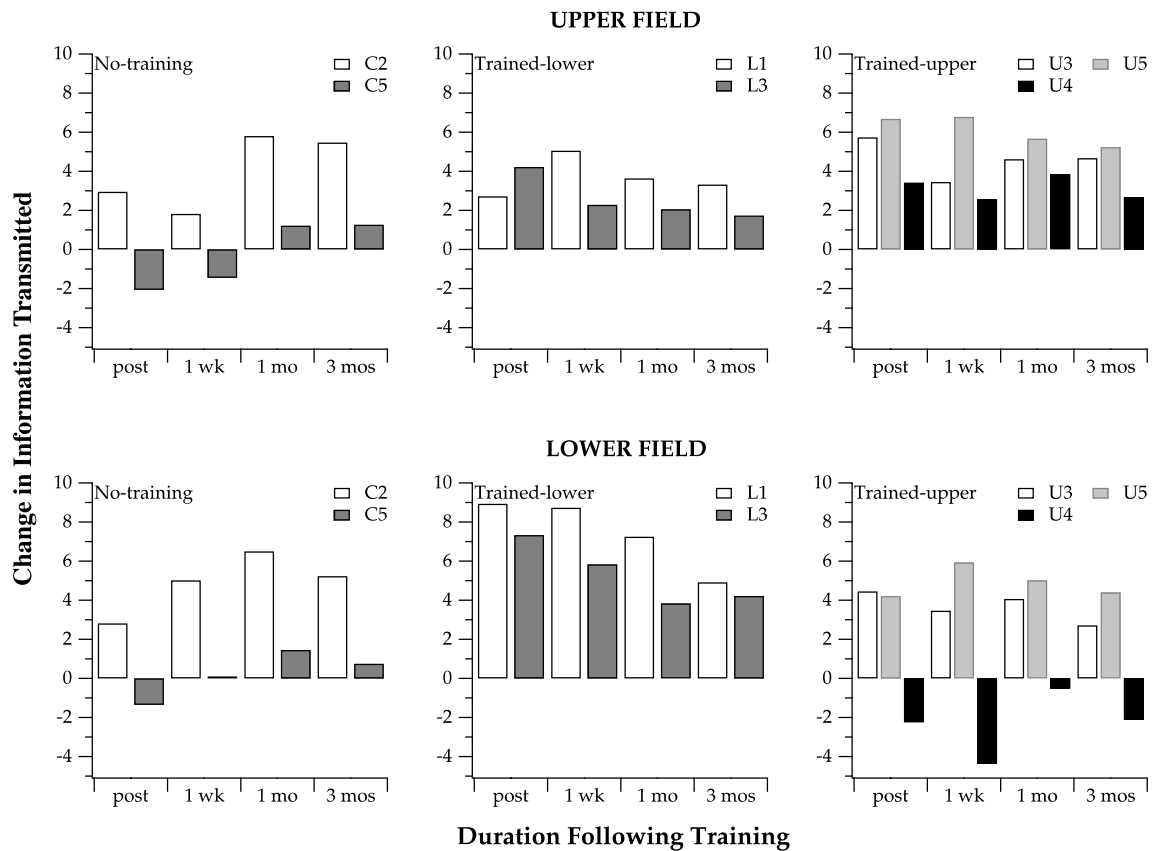 UPPER FIELD
10
8
6
4
2
0
-2
-4
No-training
C2
C5
post 1 wk 1 mo 3 mos
10
8
6
4
2
0
-2
-4
Trained-lower
L1
L3
post 1 wk 1 mo 3 mos
10
8
6
4
2
0
-2
-4
Trained-upper
U3 U5
U4
post 1 wk 1 mo 3 mos
Change in Information Transmitted
LOWER FIELD
10
8
6
4
2
0
-2
-4
No-training
C2
C5
post 1 wk 1 mo 3 mos
10
8
6
4
2
0
-2
-4
Trained-lower
L1
L3
post 1 wk 1 mo 3 mos
10
8
6
4
2
0
-2
-4
Trained-upper
U3 U5
U4
post 1 wk 1 mo 3 mos
Duration Following Training